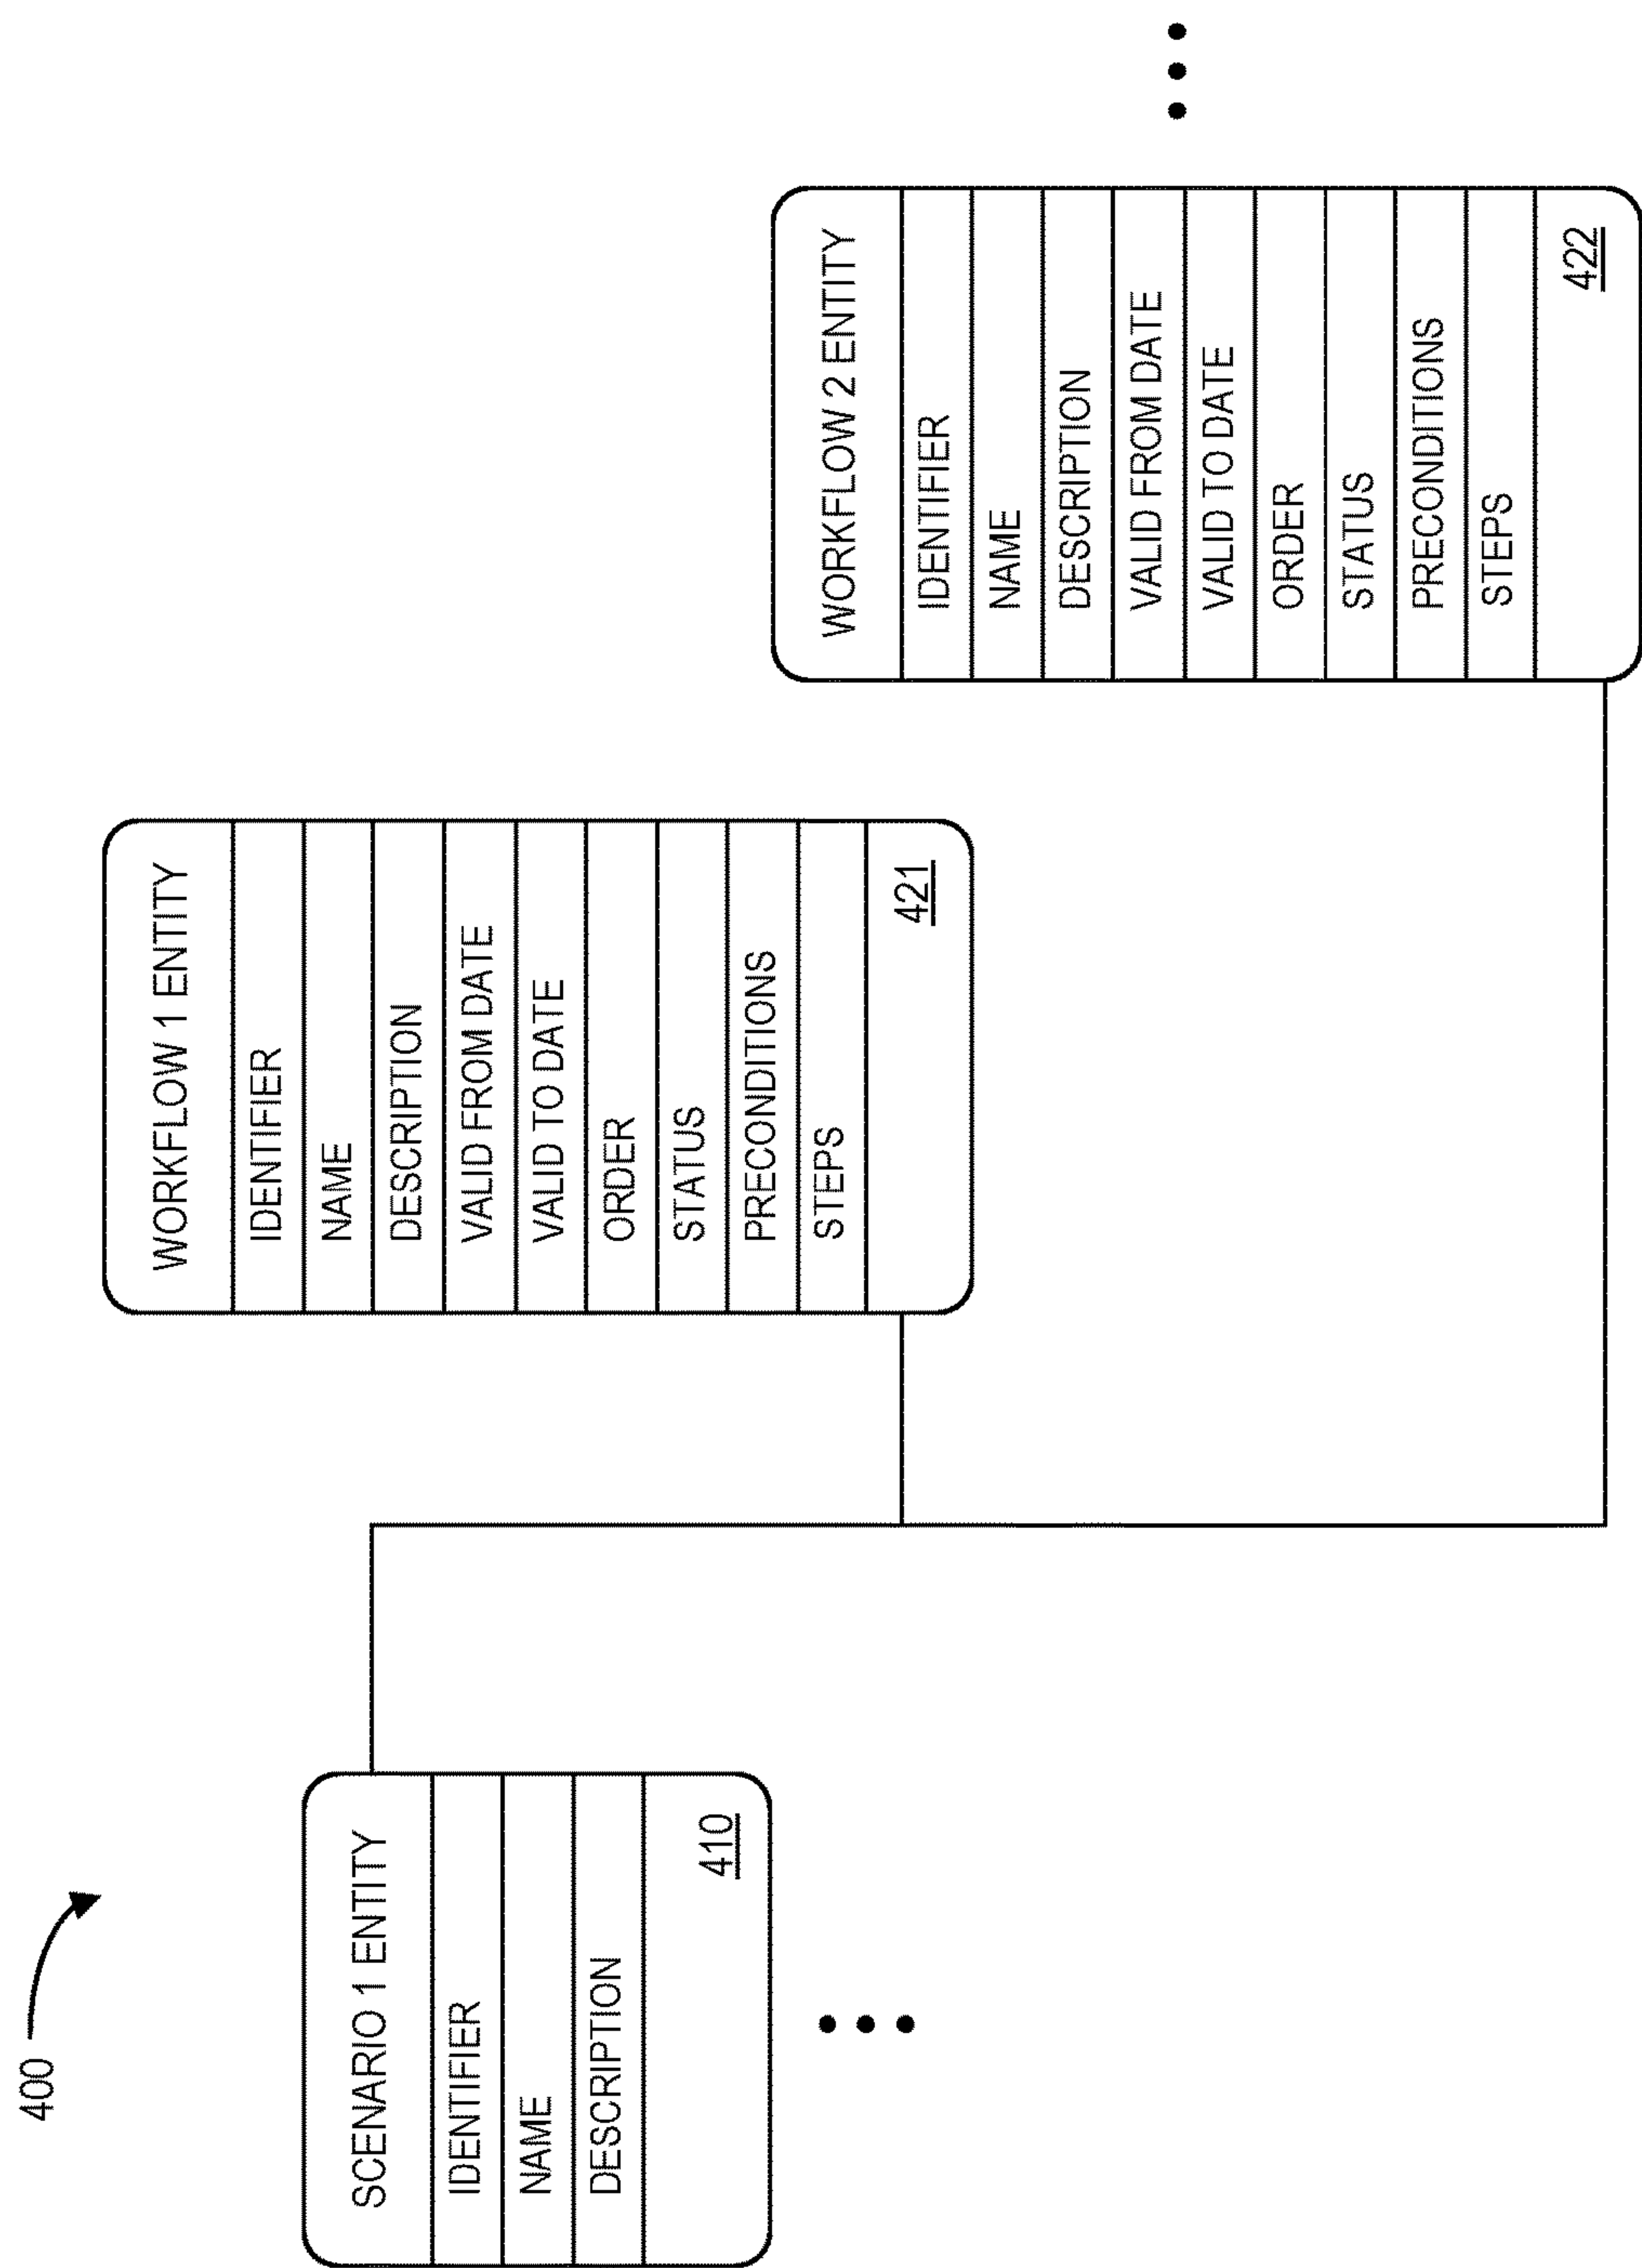 400
SCENARIO 1 ENTITY
IDENTIFIER
NAME
DESCRIPTION
410
WORKFLOW 1 ENTITY
IDENTIFIER
NAME
DESCRIPTION
VALID FROM DATE
VALID TO DATE
ORDER
STATUS
PRECONDITIONS
STEPS
421
WORKFLOW 2 ENTITY
IDENTIFIER
NAME
DESCRIPTION
VALID FROM DATE
VALID TO DATE
ORDER
STATUS
PRECONDITIONS
STEPS
422